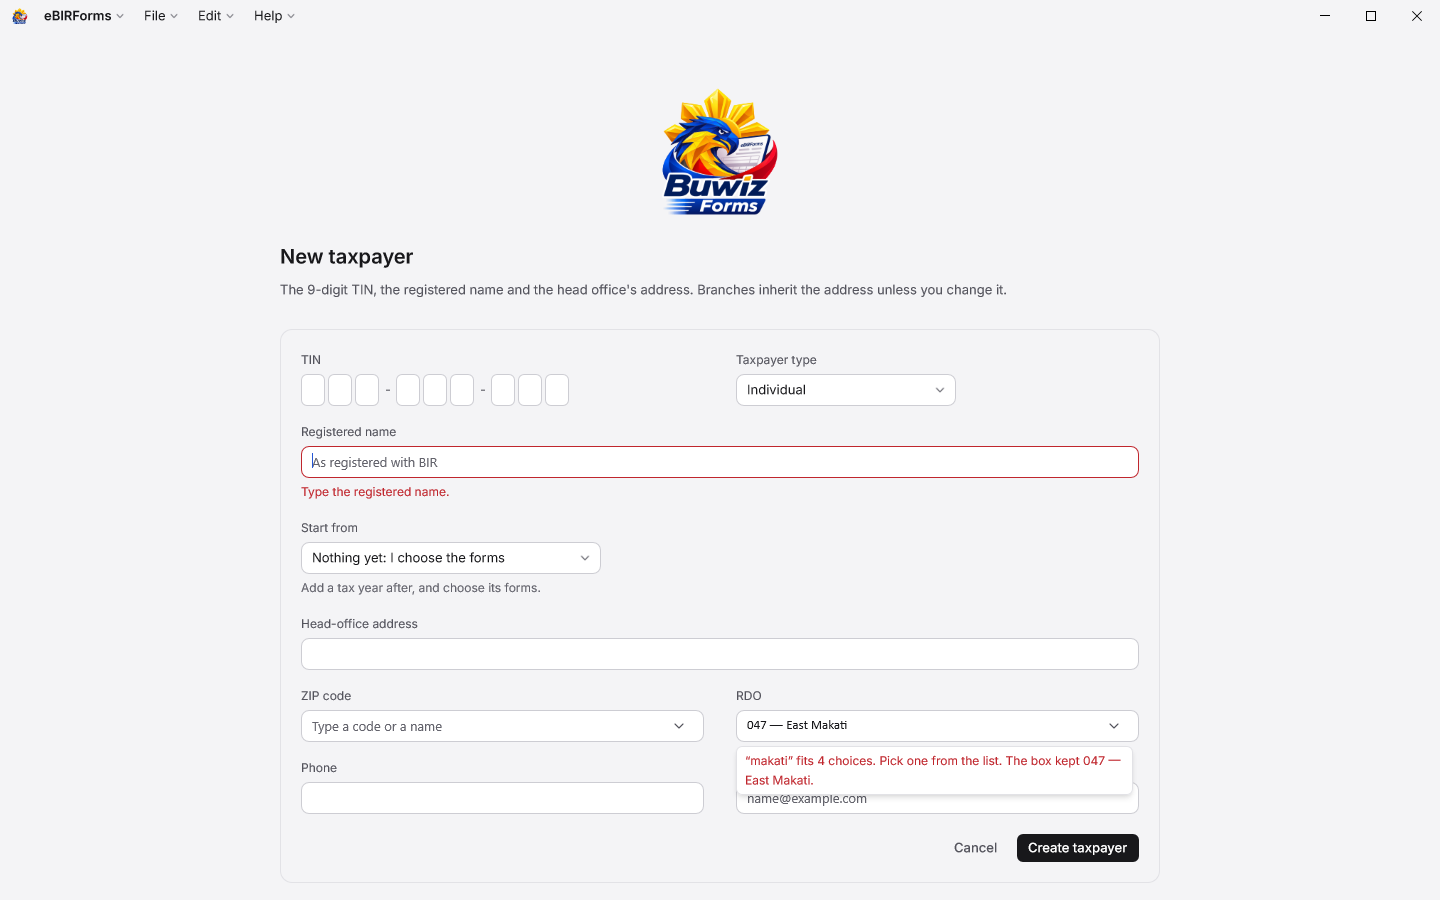 eBIRForms
File
Edit
Help
eBIRForms
Buwiz
Forms
New taxpayer
The 9-digit TIN, the registered name and the head office's address. Branches inherit the address unless you change it.
TIN
Taxpayer type
- -
Individual
Registered name
As registered with BIR
Type the registered name.
Start from
Nothing yet: I choose the forms
Add a tax year after, and choose its forms.
Head-office address
ZIP code
RDO
Type a code or a name
047 — East Makati
“makati” fits 4 choices. Pick one from the list. The box kept 047 —
East Makati.
Phone
name@example.com
Cancel
Create taxpayer